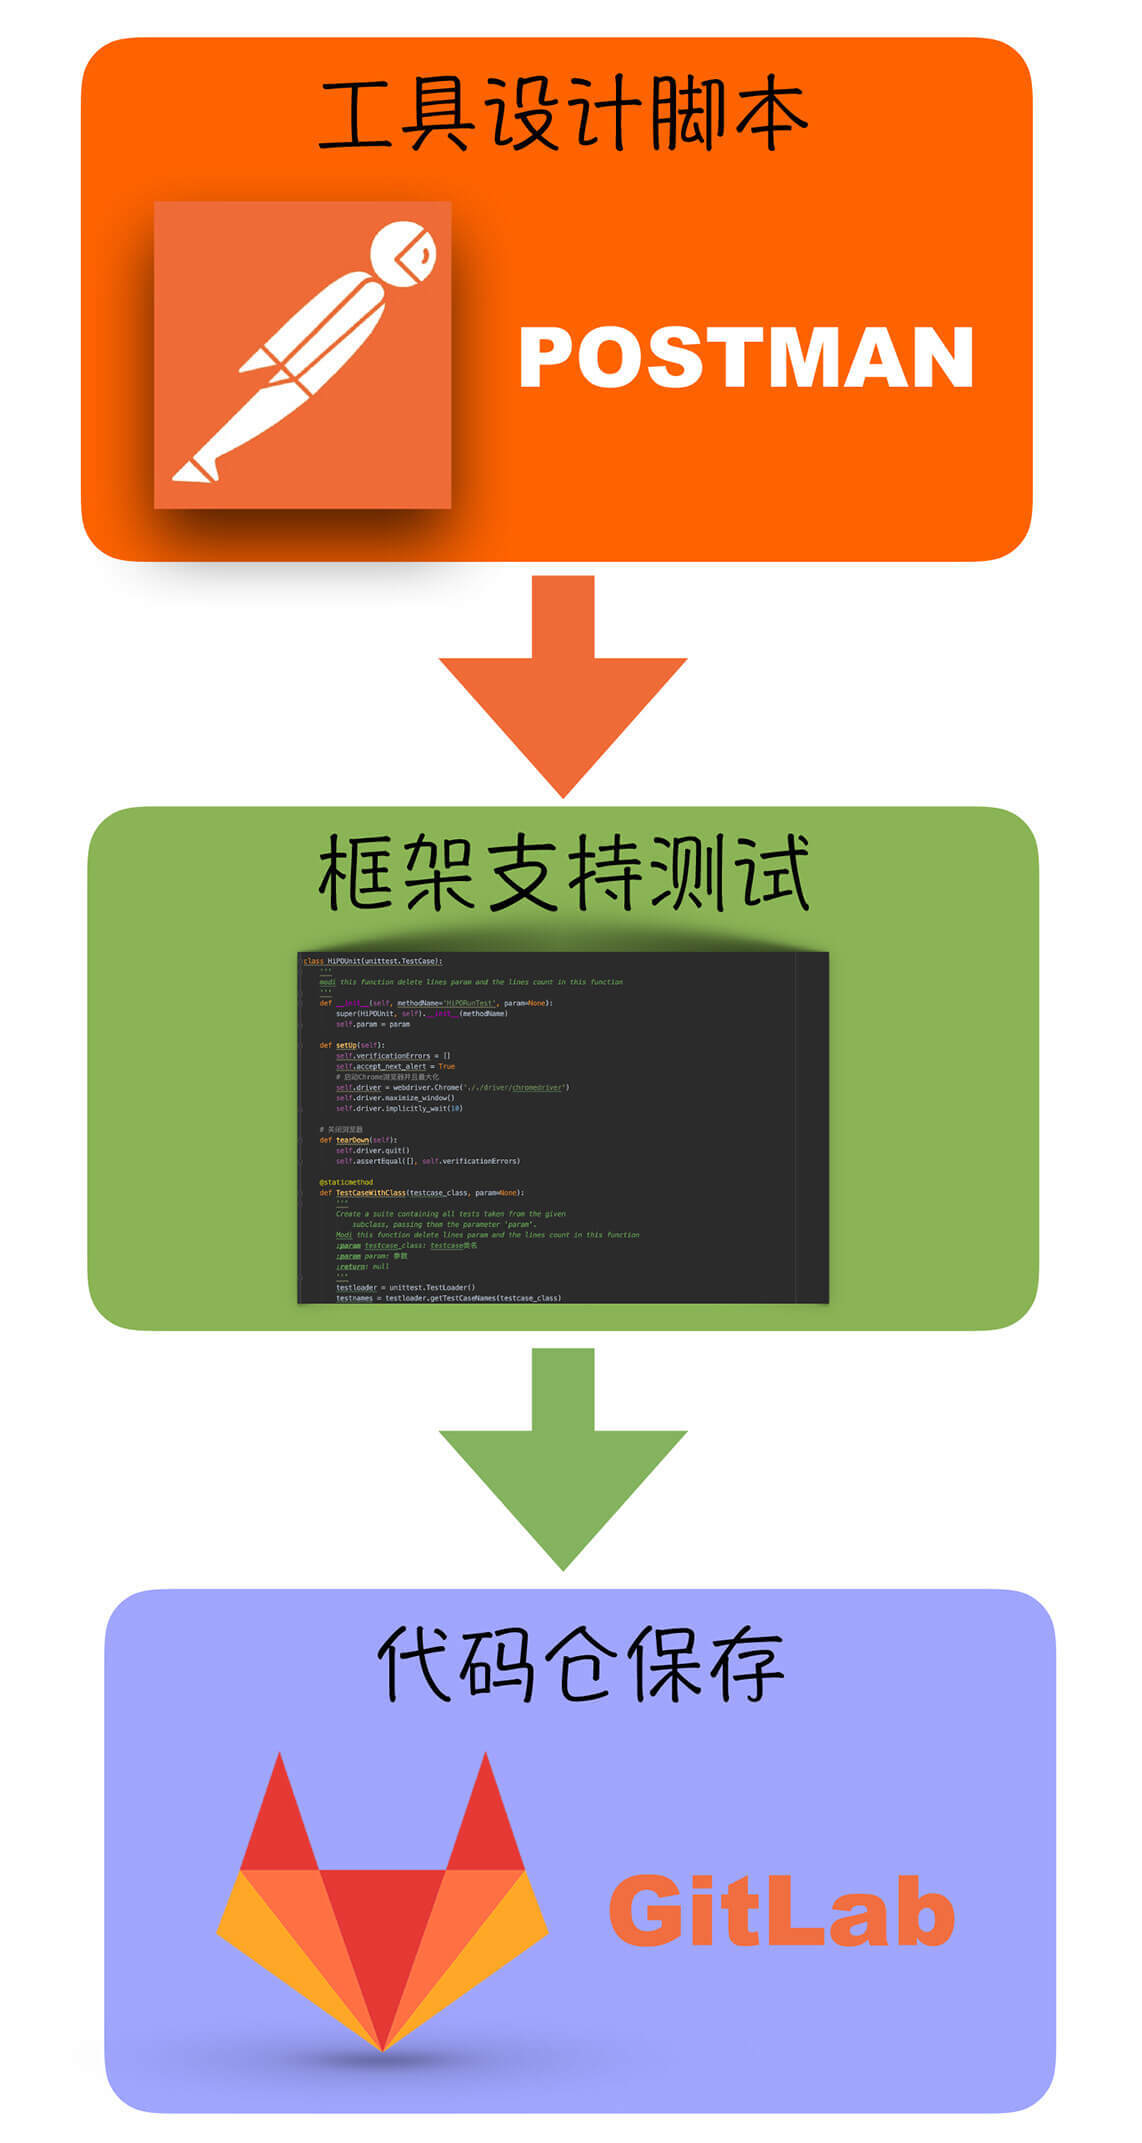 工具设计脚本
POSTMAN
框架支持测试
class HiPOUnit(unittest.TestCase):
'''
modi this function delete lines param and the lines count in this function
'''
def __init__(self, methodName='HiPORunTest', param=None):
super(HiPOUnit, self).__init__(methodName)
self.param = param
def setUp(self):
self.verificationErrors = []
self.accept_next_alert = True
# 启动Chrome浏览器并且最大化
self.driver = webdriver.Chrome("././driver/chromedriver")
self.driver.maximize_window()
self.driver.implicitly_wait(10)
# 关闭浏览器
def tearDown(self):
self.driver.quit()
self.assertEqual([], self.verificationErrors)
@staticmethod
def TestCaseWithClass(testcase_class, param=None):
'''
Create a suite containing all tests taken from the given
subclass, passing them the parameter 'param'.
Modi this function delete lines param and the lines count in this function
:param testcase_class: testcase类名
:param param: 参数
:return: null
'''
testloader = unittest.TestLoader()
testnames = testloader.getTestCaseNames(testcase_class)
代码仓保存
GitLab